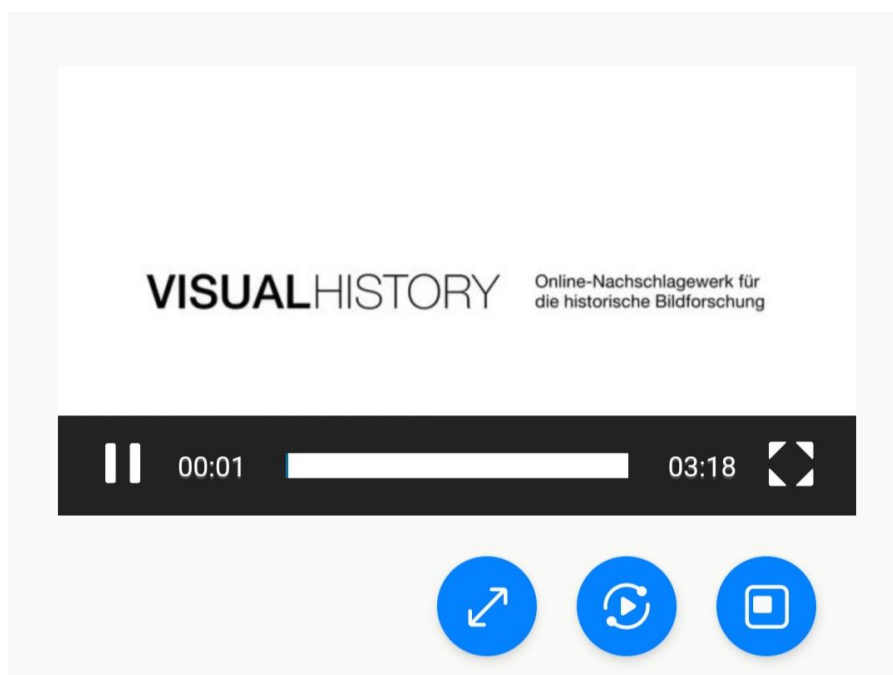 VISUALHISTORY
Online-Nachschlagewerk für
die historische Bildforschung
00:01
03:18